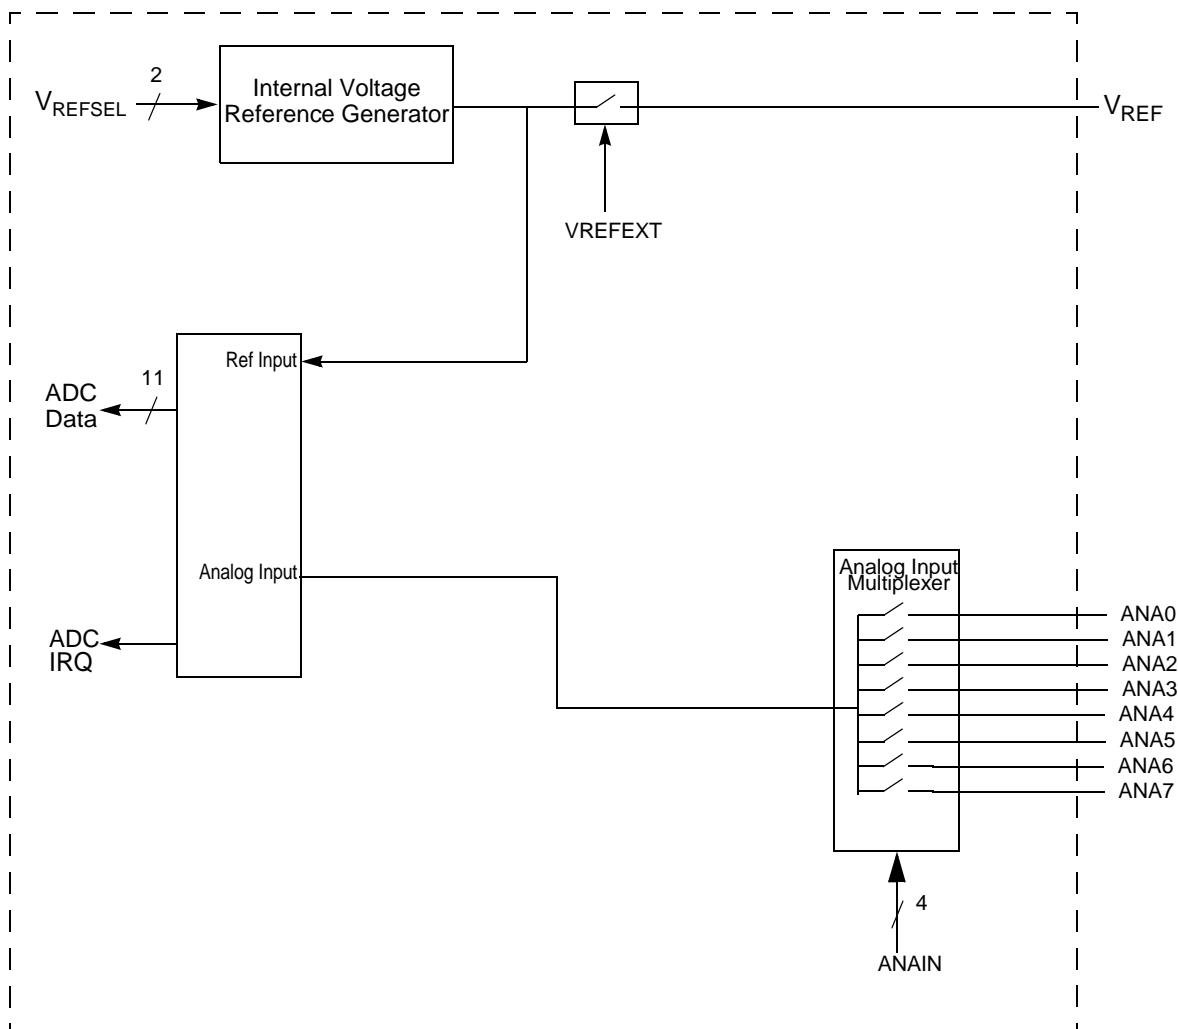 2
VREFSEL
Internal Voltage
Reference Generator
VREF
VREFEXT
Ref Input
11
ADC
Data
Analog Input
ADC
IRQ
Analog Input
Multiplexer
ANA0
ANA1
ANA2
ANA3
ANA4
ANA5
ANA6
ANA7
4
ANAIN